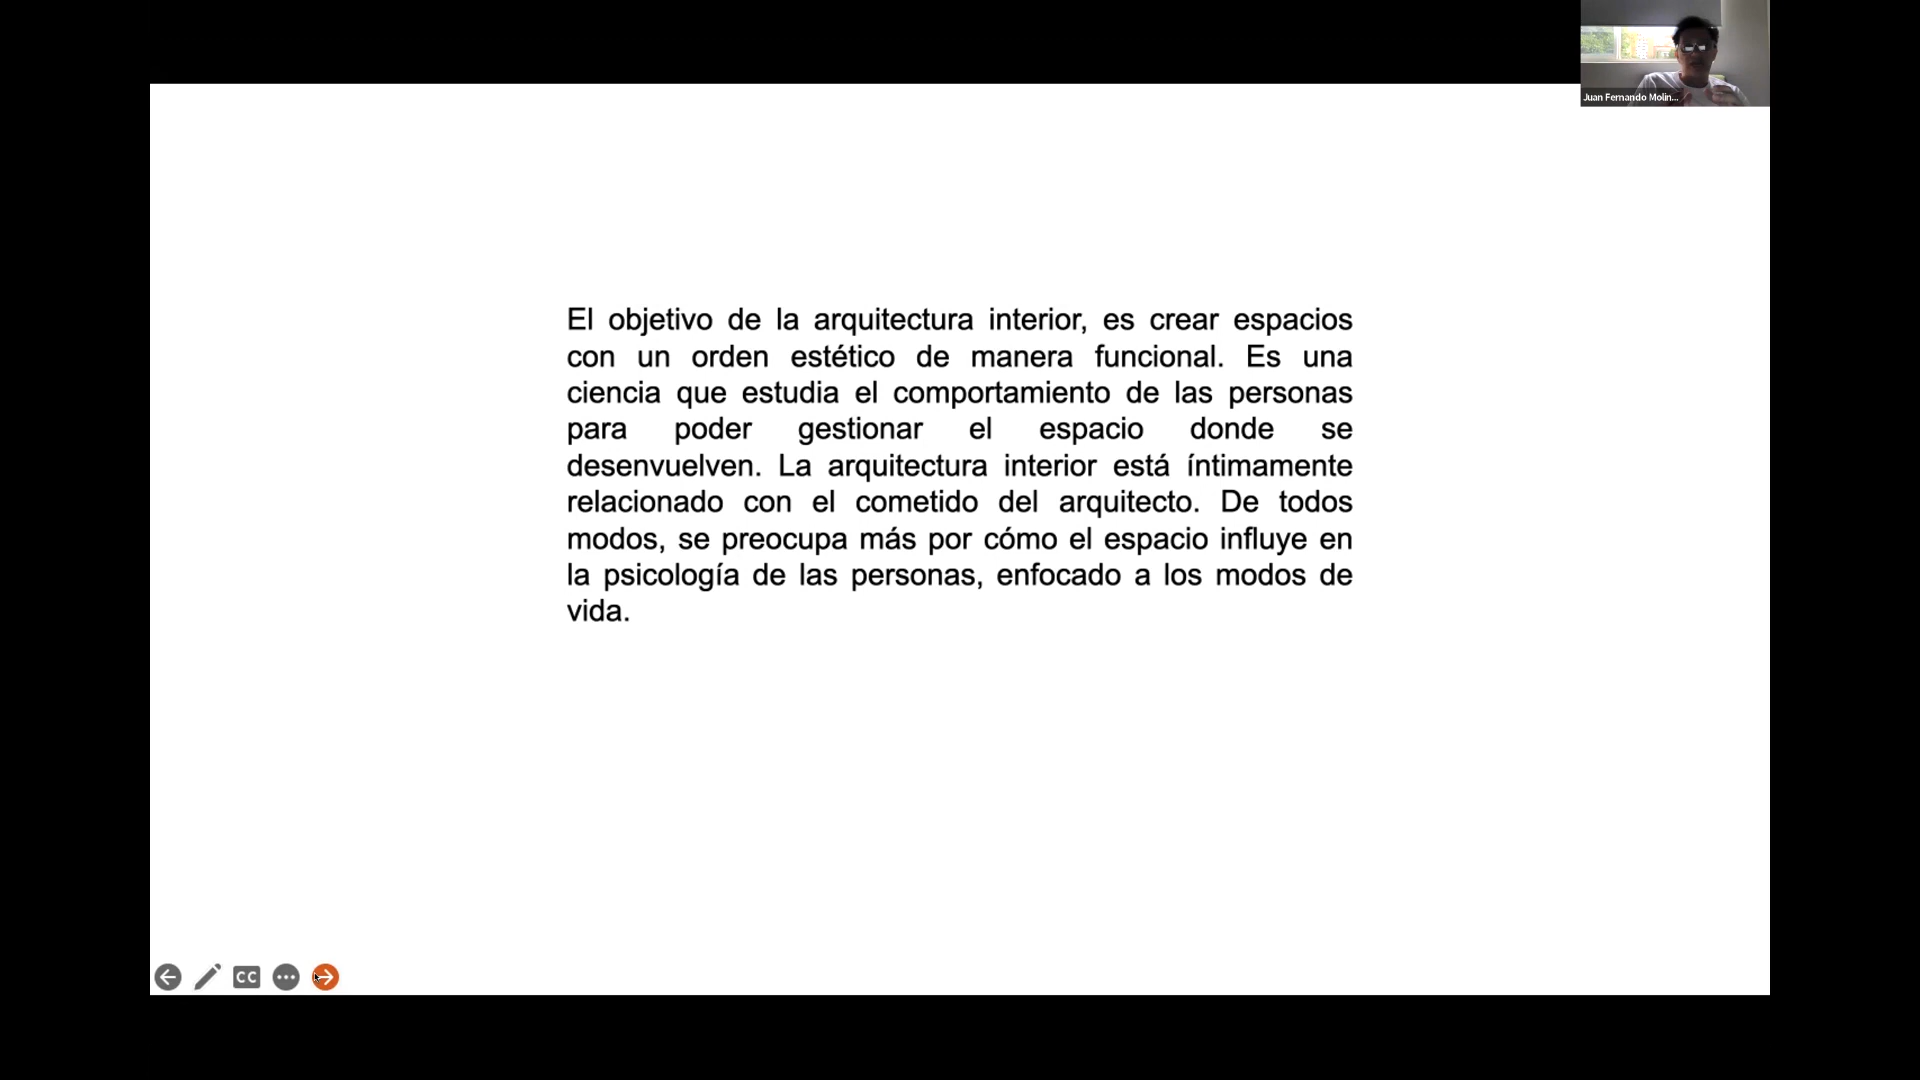 Juan Fernando Molin...
El objetivo de la arquitectura interior, es crear espacios
con un orden estético de manera funcional. Es una
ciencia que estudia el comportamiento de las personas
para poder gestionar el espacio donde se
desenvuelven. La arquitectura interior está íntimamente
relacionado con el cometido del arquitecto. De todos
modos, se preocupa más por cómo el espacio influye en
la psicología de las personas, enfocado a los modos de
vida.
CC